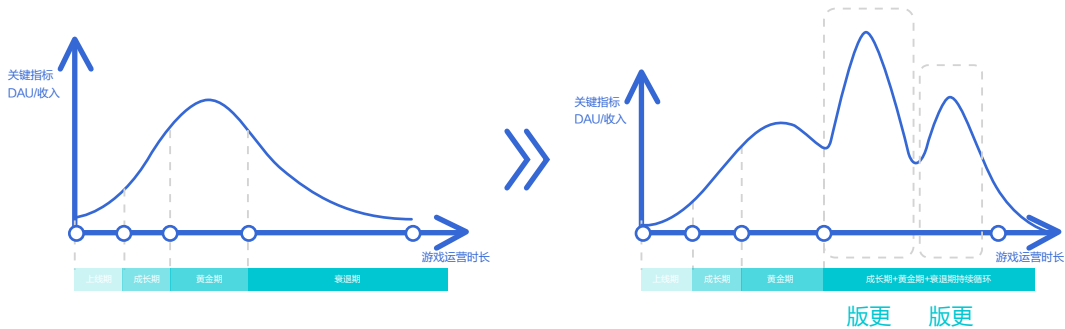 关键指标
DAU/收入
游戏运营时长
上线期
成长期
黄金期
衰退期
关键指标
DAU/收入
游戏运营时长
上线期
成长期
黄金期
成长期+黄金期+衰退期持续循环
版更
版更